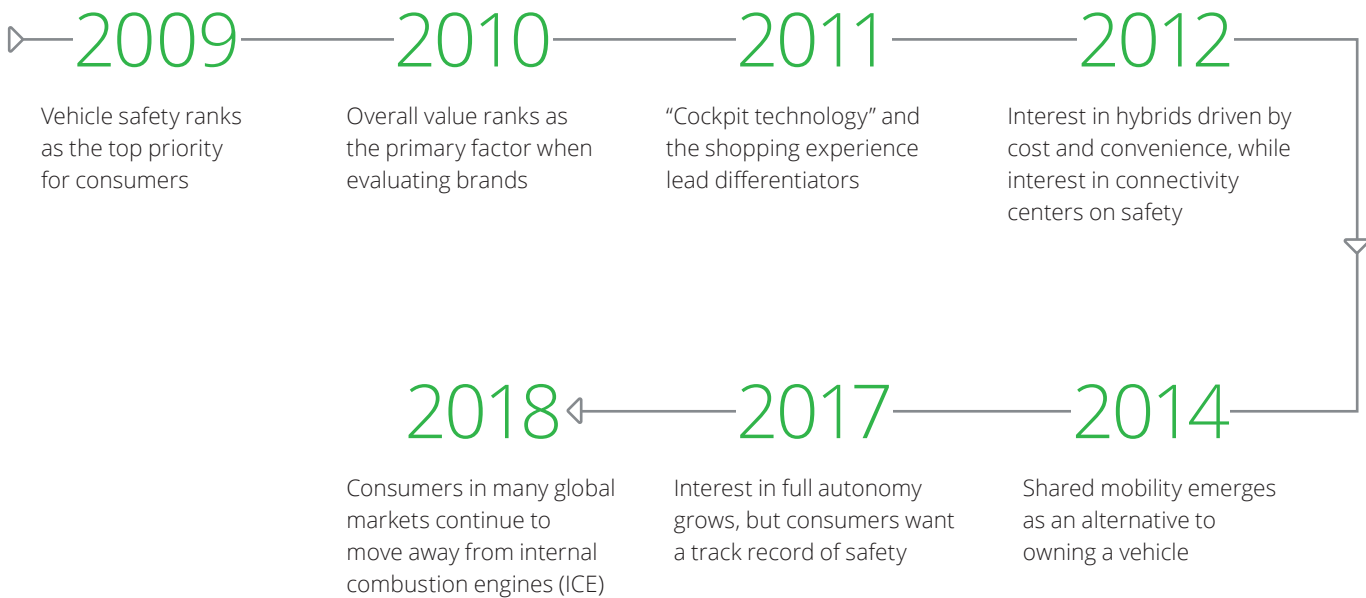 2009
Vehicle safety ranks
as the top priority
for consumers
2010
Overall value ranks as
the primary factor when
evaluating brands
2011
“Cockpit technology” and
the shopping experience
lead differentiators
2012
Interest in hybrids driven by
cost and convenience, while
interest in connectivity
centers on safety
2014
Shared mobility emerges
as an alternative to
owning a vehicle
2017
Interest in full autonomy
grows, but consumers want
a track record of safety
2018
Consumers in many global
markets continue to
move away from internal
combustion engines (ICE)